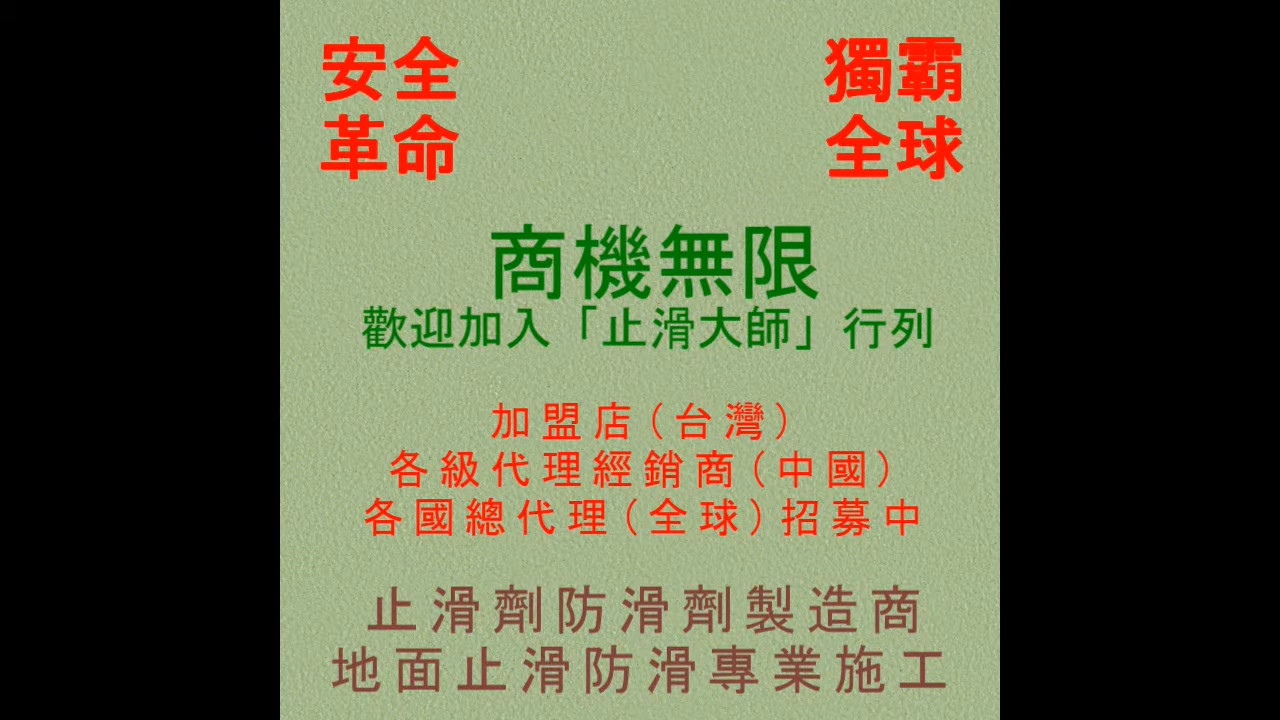 安全
革命
獨霸
全球
商機無限
歡迎加入「止滑大師」行列
加盟店(台灣)
各級代理經銷商(中國)
各國總代理(全球)招募中
止滑劑防滑劑製造商
地面止滑防滑專業施工